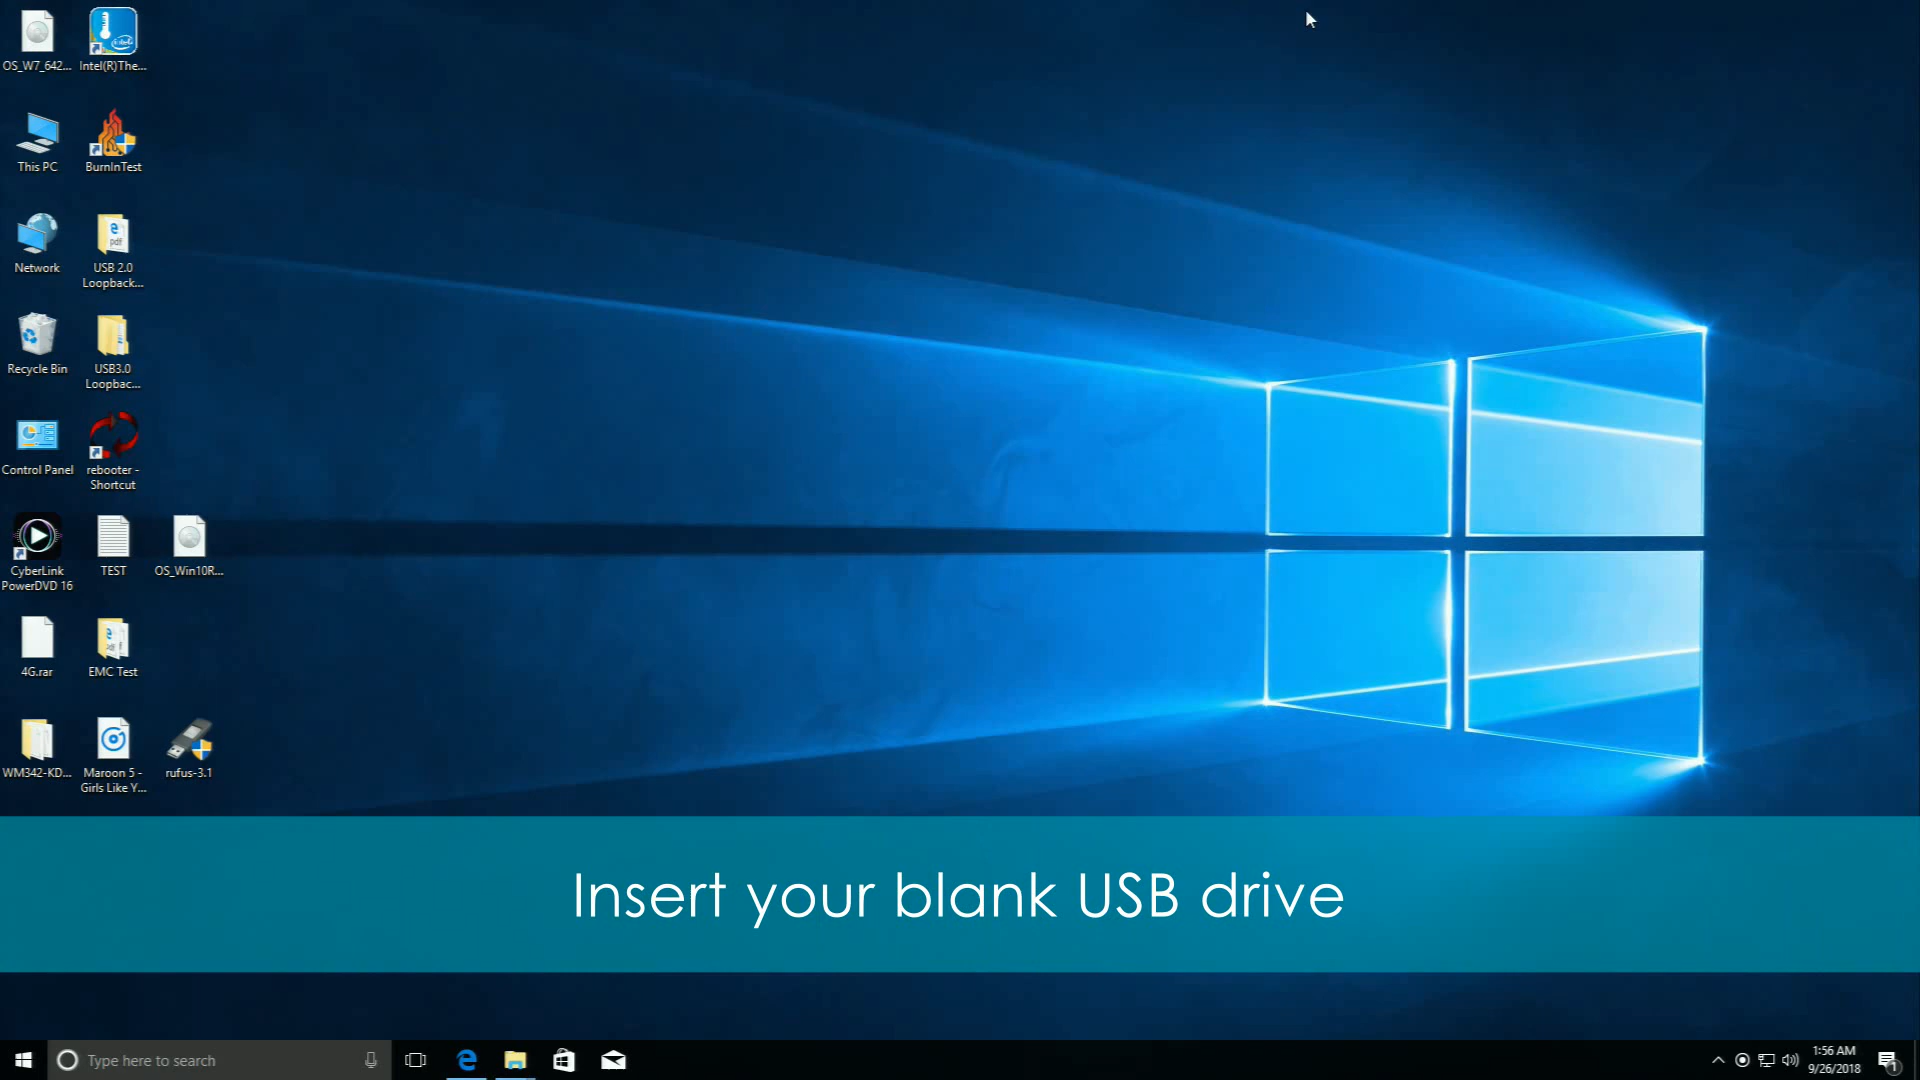 OS_W7_642...
Intel(R)The...
This PC
BurnInTest
Network
USB 2.0
Loopback...
Recycle Bin
USB3.0
Loopbac...
Control Panel
rebooter -
Shortcut
CyberLink
PowerDVD 16
TEST
OS_Win10R...
4G.rar
EMC Test
WM342-KD...
Maroon 5 -
Girls Like Y...
rufus-3.1
Insert your blank USB drive
Type here to search
1:56 AM
9/26/2018
1